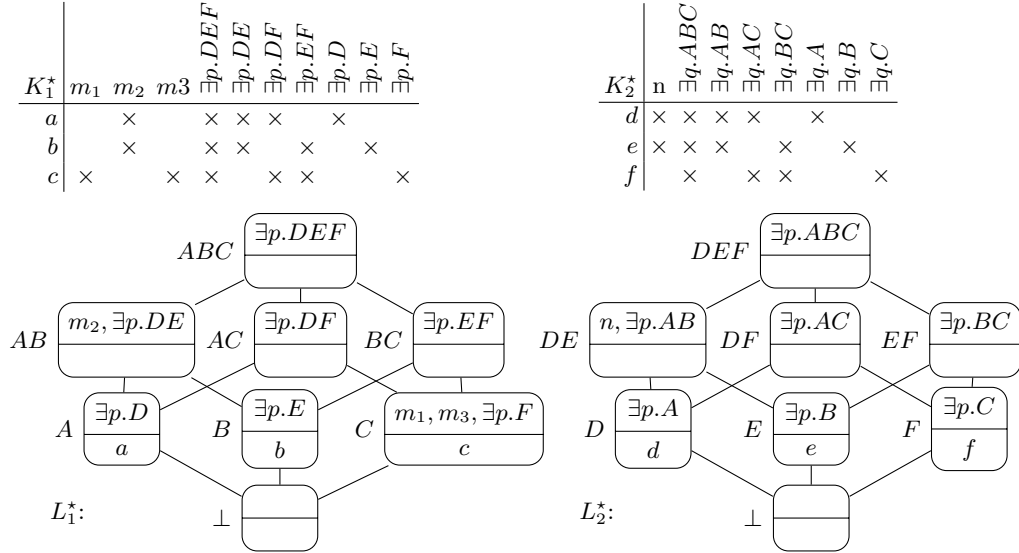 ∃p.DEF ∃p.DE ∃p.DF ∃p.EF ∃p.D ∃p.E ∃p.F
K₁⋆ m₁ m₂ m3
a × × × × ×
b × × × × ×
c × × × × × ×
∃q.ABC ∃q.AB ∃q.AC ∃q.BC ∃q.A ∃q.B ∃q.C
K₂⋆ n
d × × × × ×
e × × × × ×
f × × × ×
ABC ∃p.DEF
AB m₂, ∃p.DE AC ∃p.DF BC ∃p.EF
A ∃p.D B ∃p.E C m₁, m₃, ∃p.F
a b c
L₁⋆: ⊥
DEF ∃p.ABC
DE n, ∃p.AB DF ∃p.AC EF ∃p.BC
D ∃p.A E ∃p.B F ∃p.C
d e f
L₂⋆: ⊥